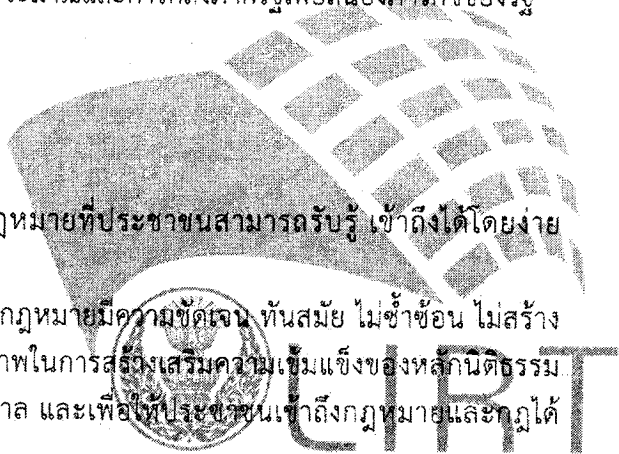 กฎหมายที่ประชาชนสามารถรับรู้ เข้าถึงได้โดยง่าย
กฎหมายมีความชัดเจน ทันสมัย ไม่ซ้ำซ้อน ไม่สร้าง
าพในการสร้างเสริมความเข้มแข็งของหลักนิติธรรม
าล และเพื่อให้ประชาชนเข้าถึงกฎหมายและกฎได้
LIRT